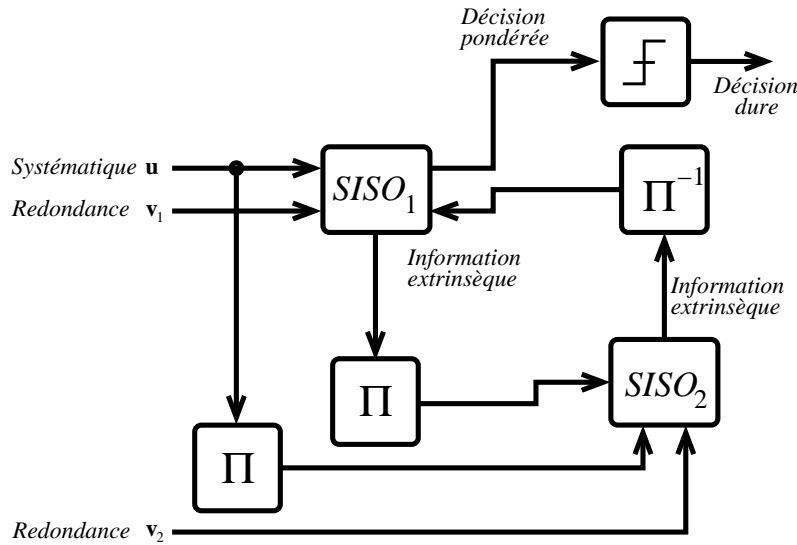 Décision
pondérée
Décision
dure
Systématique u
SISO₁
Π⁻¹
Redondance v₁
Information
extrinsèque
Information
extrinsèque
Π
SISO₂
Π
Redondance v₂